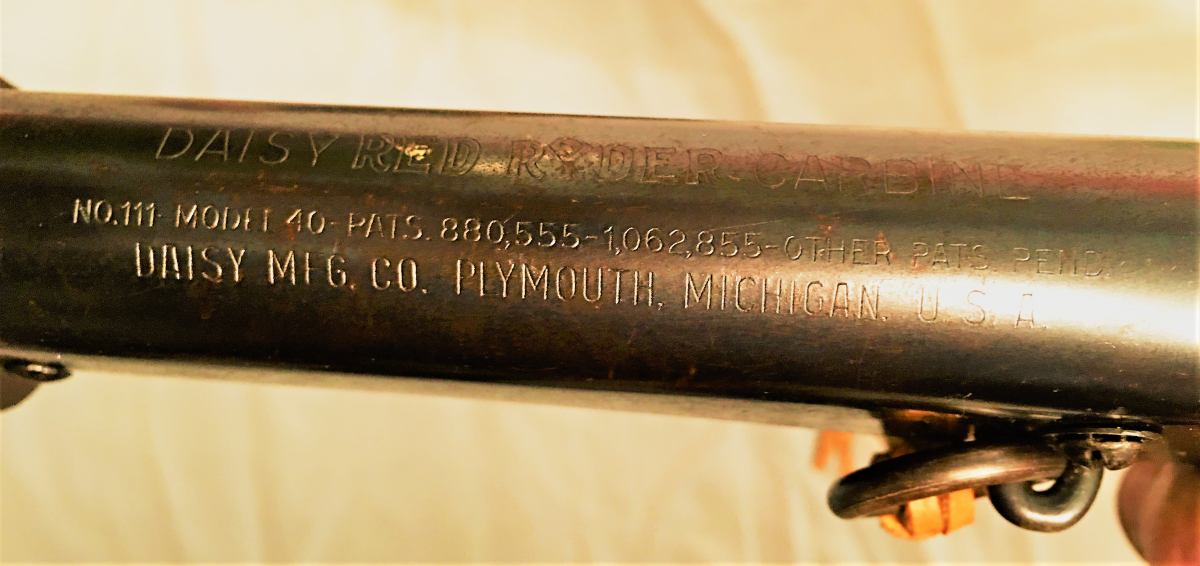 DAISY RED RYDER CARBINE
NO.111- MODEL 40- PATS. 880,555-1,062,855-OTHER PATS. PEND.
DAISY MFG. CO. PLYMOUTH, MICHIGAN. U. S. A.